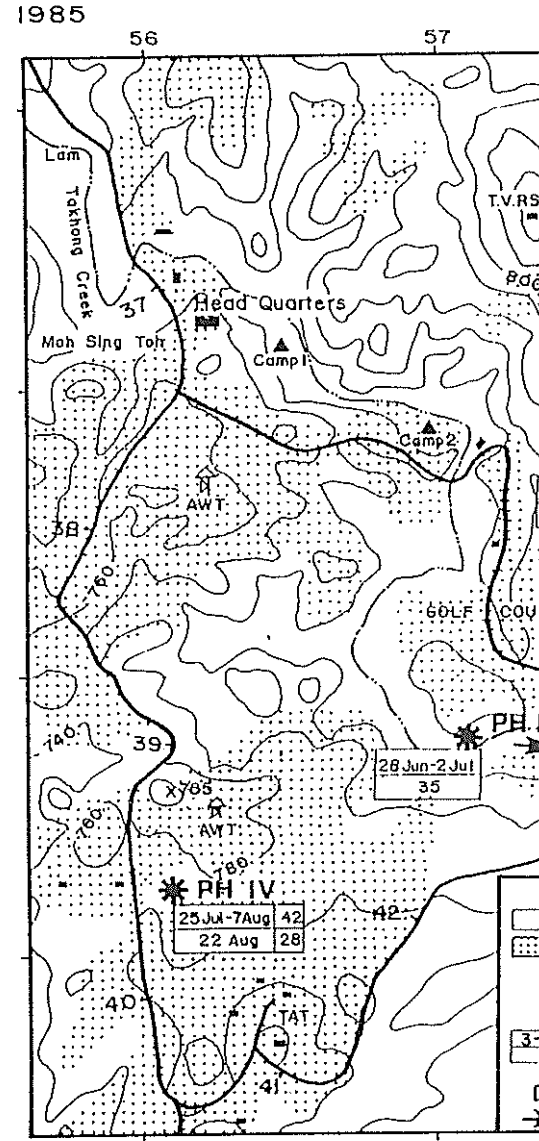 1985
56
57
Lam
Takhong Creek
T.V.RS
800
37
Head Quarters
Moh Sing Toh
Camp 1
Camp 2
AWT
38
760
GOLF COU
740
39
PH
28 Jun-2 Jul
35
x785
AWT
760
780
PH IV
25 Jul-7 Aug 42
22 Aug 28
42
40
TAT
41
3-